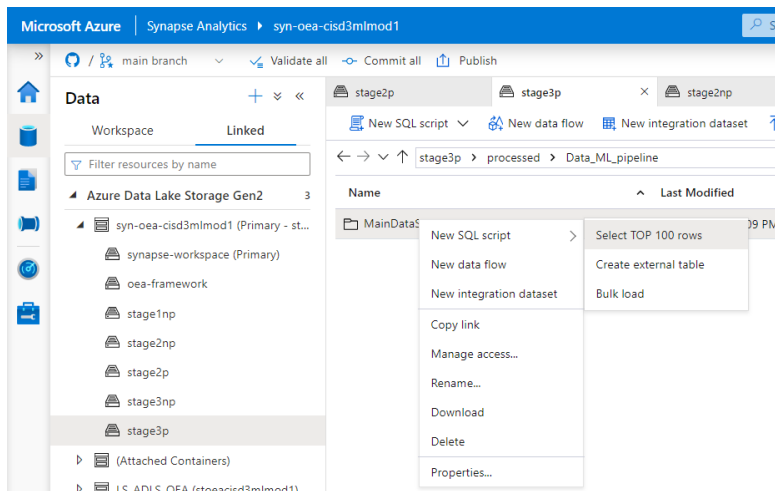 Microsoft Azure Synapse Analytics syn-oea-cisd3mlmod1
/ main branch Validate all Commit all Publish
Data
Workspace Linked
Filter resources by name
Azure Data Lake Storage Gen2 3
syn-oea-cisd3mlmod1 (Primary - st...
synapse-workspace (Primary)
oea-framework
stage1np
stage2np
stage2p
stage3np
stage3p
(Attached Containers)
LS_ADLS_OEA (stoeacisd3mlmod1)
stage2p stage3p stage2np
New SQL script New data flow New integration dataset
stage3p processed Data_ML_pipeline
Name Last Modified
MainDataS
09 PM
New SQL script
New data flow
New integration dataset
Copy link
Manage access...
Rename...
Download
Delete
Properties...
Select TOP 100 rows
Create external table
Bulk load